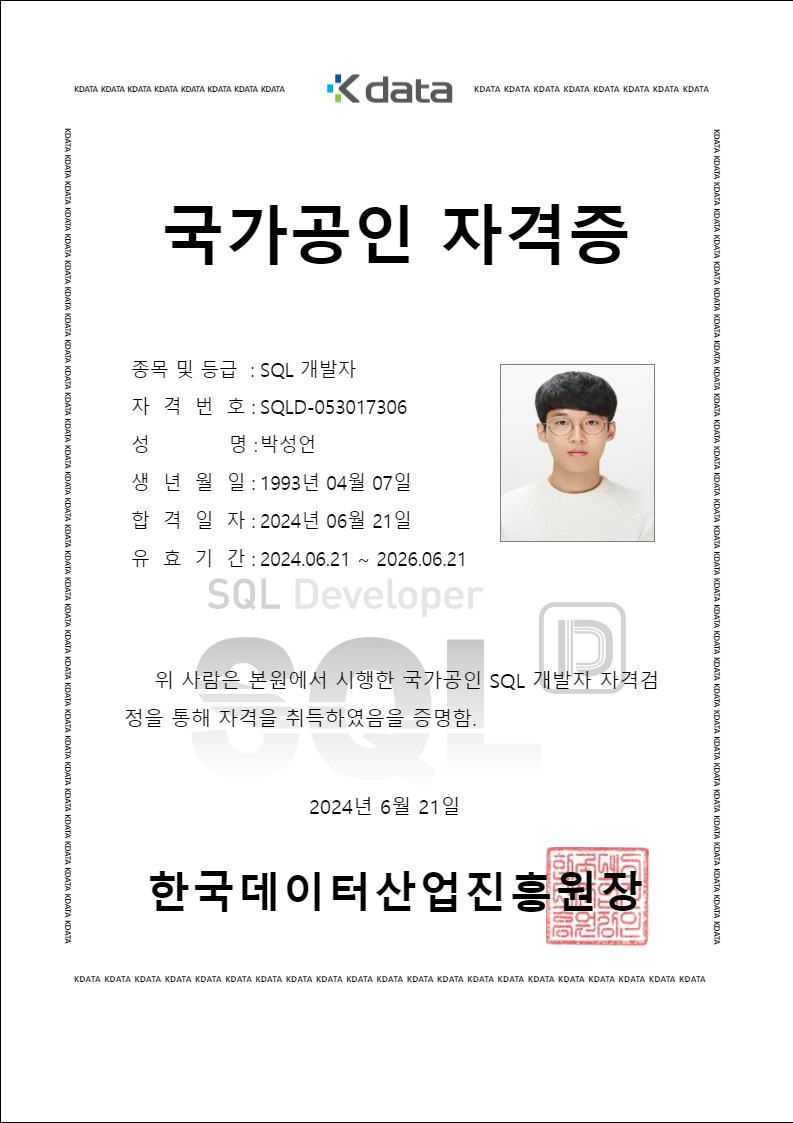 KDATA KDATA KDATA KDATA KDATA KDATA KDATA KDATA
K data
KDATA KDATA KDATA KDATA KDATA KDATA KDATA KDATA
국가공인 자격증
종목 및 등급 : SQL 개발자
자 격 번 호 : SQLD-053017306
성 명 : 박성언
생 년 월 일 : 1993년 04월 07일
합 격 일 자 : 2024년 06월 21일
유 효 기 간 : 2024.06.21 ~ 2026.06.21
SQL Developer
SQL
D
위 사람은 본원에서 시행한 국가공인 SQL 개발자 자격검
정을 통해 자격을 취득하였음을 증명함.
2024년 6월 21일
한국데이터산업진흥원장
KDATA KDATA KDATA KDATA KDATA KDATA KDATA KDATA KDATA KDATA KDATA KDATA KDATA KDATA KDATA KDATA KDATA KDATA KDATA KDATA KDATA